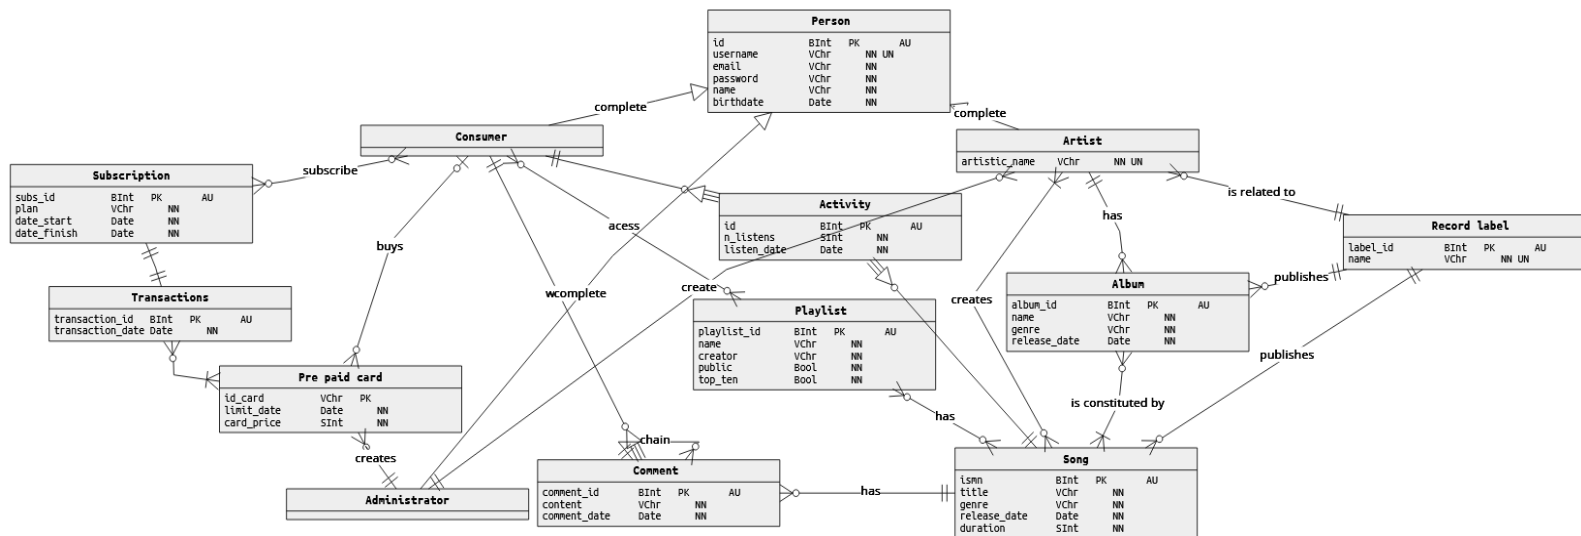 Person
id BInt PK AU
username VChr NN UN
email VChr NN
password VChr NN
name VChr NN
birthdate Date NN
complete
complete
Consumer
Artist
artistic_name VChr NN UN
subscribe
Subscription
subs_id BInt PK AU
plan VChr NN
date_start Date NN
date_finish Date NN
is related to
Activity
id BInt PK AU
n_listens SInt NN
listen_date Date NN
has
acess
Record label
label_id BInt PK AU
name VChr NN UN
buys
publishes
Transactions
transaction_id BInt PK AU
transaction_date Date NN
wcomplete
create
creates
Album
album_id BInt PK AU
name VChr NN
genre VChr NN
release_date Date NN
Playlist
playlist_id BInt PK AU
name VChr NN
creator VChr NN
public Bool NN
top_ten Bool NN
publishes
Pre paid card
id_card VChr PK
limit_date Date NN
card_price SInt NN
is constituted by
has
chain
creates
Song
ismn BInt PK AU
title VChr NN
genre VChr NN
release_date Date NN
duration SInt NN
Comment
comment_id BInt PK AU
content VChr NN
comment_date Date NN
has
Administrator